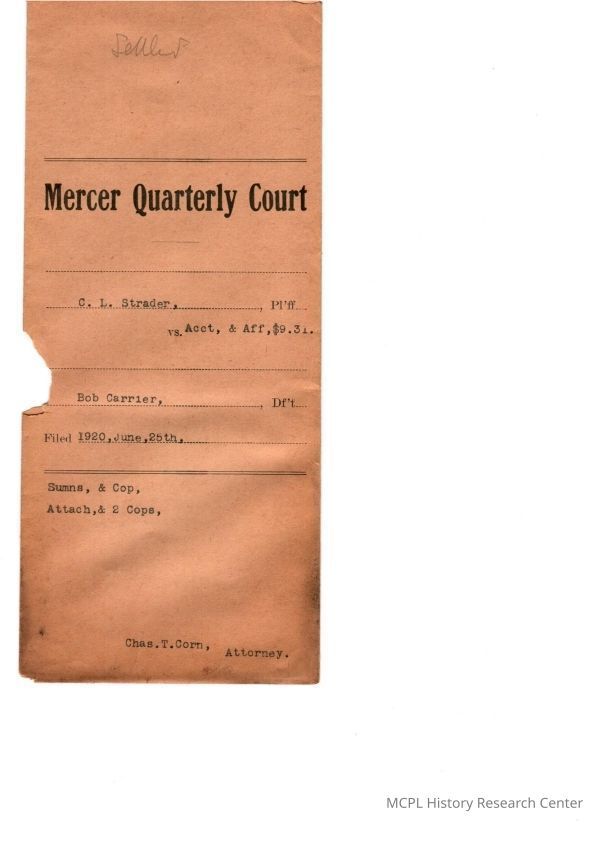 Settled
Mercer Quarterly Court
C. L. Strader, Pl'ff.
vs. Acct, & Aff,$9.31.
Bob Carrier, Df't.
Filed 1920,June,25th,
Sumns, & Cop,
Attach,& 2 Cops,
Chas.T.Corn,
Attorney.
MCPL History Research Center